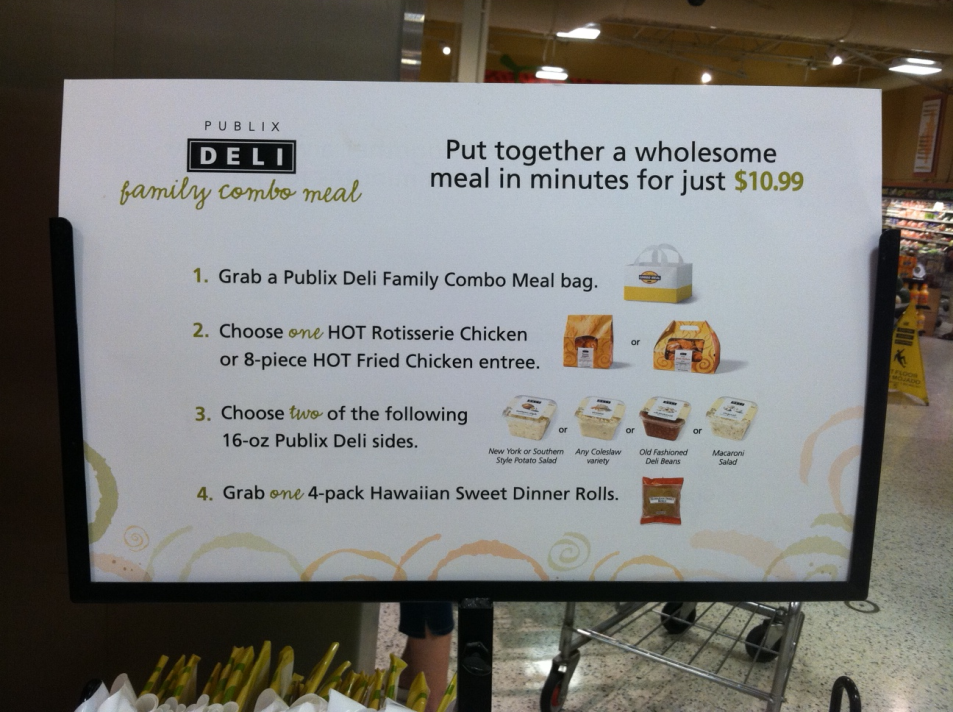 PUBLIX
DELI
family combo meal
Put together a wholesome
meal in minutes for just $10.99
1. Grab a Publix Deli Family Combo Meal bag.
2. Choose one HOT Rotisserie Chicken
or 8-piece HOT Fried Chicken entree.
or
3. Choose two of the following
16-oz Publix Deli sides.
DELI
or
DELI
or
DELI
or
DELI
New York or Southern
Style Potato Salad
Any Coleslaw
variety
Old Fashioned
Deli Beans
Macaroni
Salad
4. Grab one 4-pack Hawaiian Sweet Dinner Rolls.